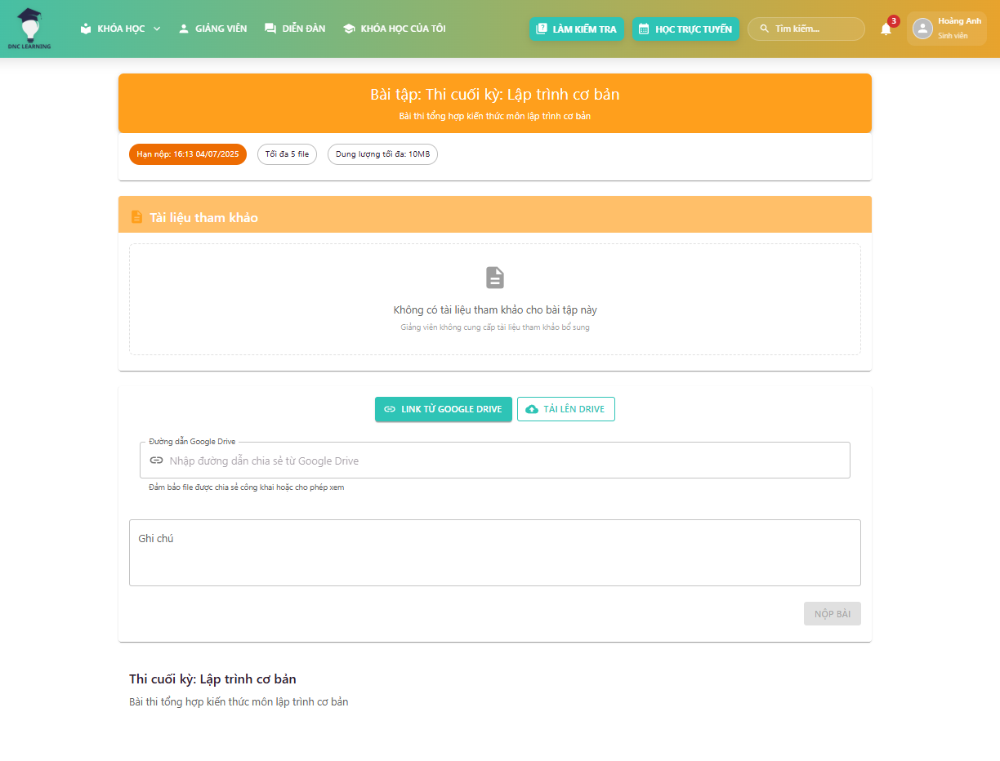 DNC LEARNING
KHÓA HỌC
GIẢNG VIÊN
DIỄN ĐÀN
KHÓA HỌC CỦA TÔI
LÀM KIỂM TRA
HỌC TRỰC TUYẾN
Tìm kiếm...
3
Hoàng Anh
Sinh viên
Bài tập: Thi cuối kỳ: Lập trình cơ bản
Bài thi tổng hợp kiến thức môn lập trình cơ bản
Hạn nộp: 16:13 04/07/2025
Tối đa 5 file
Dung lượng tối đa: 10MB
Tài liệu tham khảo
Không có tài liệu tham khảo cho bài tập này
Giảng viên không cung cấp tài liệu tham khảo bổ sung
LINK TỪ GOOGLE DRIVE
TẢI LÊN DRIVE
Đường dẫn Google Drive
Nhập đường dẫn chia sẻ từ Google Drive
Đảm bảo file được chia sẻ công khai hoặc cho phép xem
Ghi chú
NỘP BÀI
Thi cuối kỳ: Lập trình cơ bản
Bài thi tổng hợp kiến thức môn lập trình cơ bản